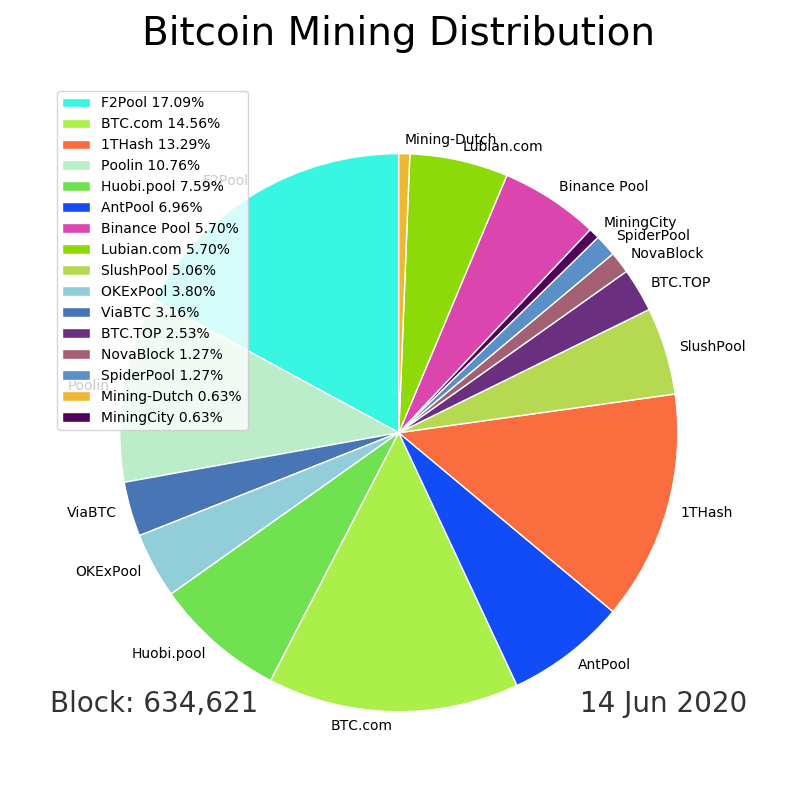 Bitcoin Mining Distribution
F2Pool 17.09%
BTC.com 14.56%
1THash 13.29%
Poolin 10.76%
Huobi.pool 7.59%
AntPool 6.96%
Binance Pool 5.70%
Lubian.com 5.70%
SlushPool 5.06%
OKExPool 3.80%
ViaBTC 3.16%
BTC.TOP 2.53%
NovaBlock 1.27%
SpiderPool 1.27%
Mining-Dutch 0.63%
MiningCity 0.63%
Mining-Dutch
Lubian.com
Binance Pool
MiningCity
SpiderPool
NovaBlock
BTC.TOP
SlushPool
1THash
AntPool
BTC.com
Huobi.pool
OKExPool
ViaBTC
Poolin
F2Pool
Block: 634,621
14 Jun 2020